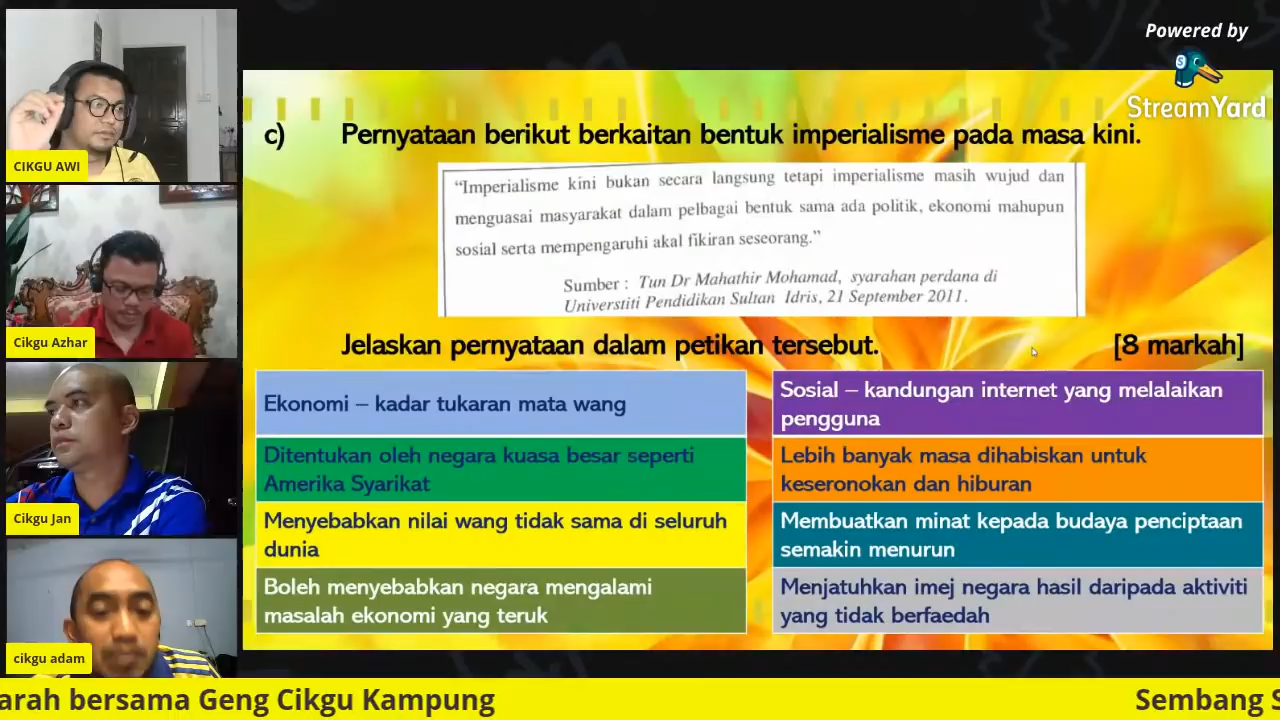 Powered by
StreamYard
CIKGU AWI
Cikgu Azhar
Cikgu Jan
cikgu adam
c) Pernyataan berikut berkaitan bentuk imperialisme pada masa kini.
“Imperialisme kini bukan secara langsung tetapi imperialisme masih wujud dan
menguasai masyarakat dalam pelbagai bentuk sama ada politik, ekonomi mahupun
sosial serta mempengaruhi akal fikiran seseorang.”
Sumber : Tun Dr Mahathir Mohamad, syarahan perdana di
Universtiti Pendidikan Sultan Idris, 21 September 2011.
Jelaskan pernyataan dalam petikan tersebut. [8 markah]
Ekonomi – kadar tukaran mata wang
Ditentukan oleh negara kuasa besar seperti
Amerika Syarikat
Menyebabkan nilai wang tidak sama di seluruh
dunia
Boleh menyebabkan negara mengalami
masalah ekonomi yang teruk
Sosial – kandungan internet yang melalaikan
pengguna
Lebih banyak masa dihabiskan untuk
keseronokan dan hiburan
Membuatkan minat kepada budaya penciptaan
semakin menurun
Menjatuhkan imej negara hasil daripada aktiviti
yang tidak berfaedah
arah bersama Geng Cikgu Kampung
Sembang S